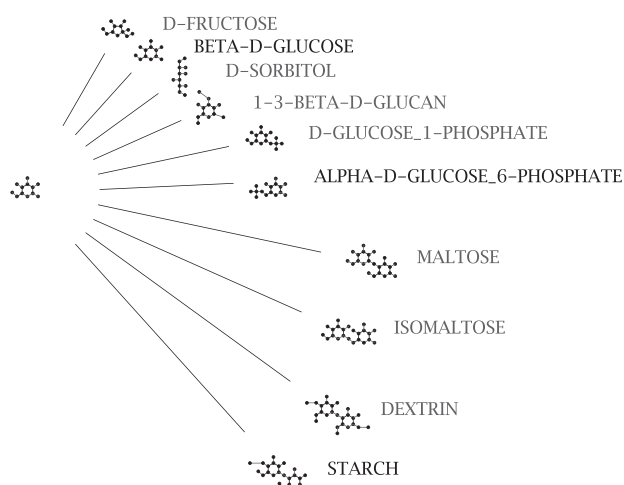 D-FRUCTOSE
BETA-D-GLUCOSE
D-SORBITOL
1-3-BETA-D-GLUCAN
D-GLUCOSE_1-PHOSPHATE
ALPHA-D-GLUCOSE_6-PHOSPHATE
MALTOSE
ISOMALTOSE
DEXTRIN
STARCH